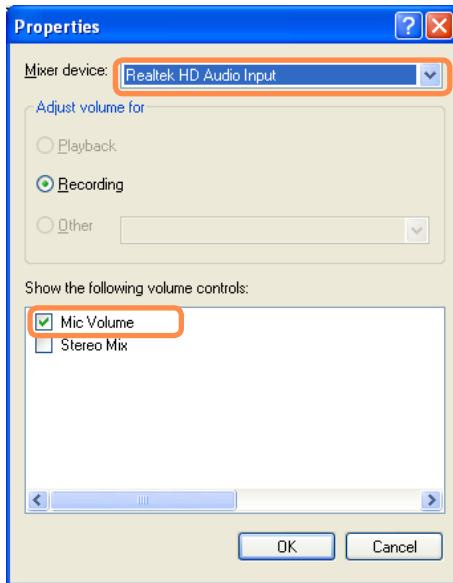 Properties
Mixer device: Realtek HD Audio Input
Adjust volume for
Playback
Recording
Other
Show the following volume controls:
Mic Volume
Stereo Mix
OK Cancel